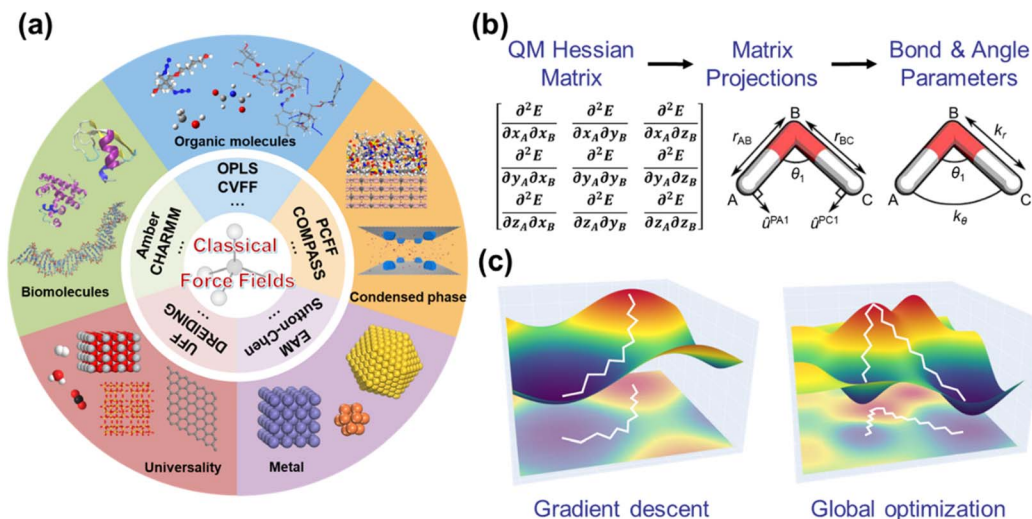 (a)
Organic molecules
OPLS
CVFF
...
Amber
CHARMM
...
PCFF
COMPASS
...
Classical
Force Fields
Biomolecules
Condensed phase
UFF
DREIDING
...
EAM
Sutton-Chen
...
Universality
Metal
(b)
QM Hessian
Matrix
Matrix
Projections
Bond & Angle
Parameters
∂²E/∂x_A∂x_B ∂²E/∂x_A∂y_B ∂²E/∂x_A∂z_B
∂²E/∂y_A∂x_B ∂²E/∂y_A∂y_B ∂²E/∂y_A∂z_B
∂²E/∂z_A∂x_B ∂²E/∂z_A∂y_B ∂²E/∂z_A∂z_B
B
r_AB
r_BC
θ₁
A
C
û^PA1
û^PC1
B
k_r
θ₁
A
C
k_θ
(c)
Gradient descent
Global optimization